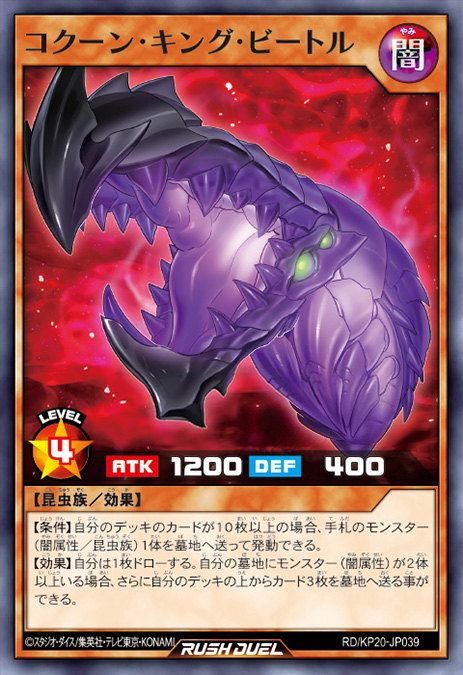 コクーン・キング・ビートル
やみ
闇
LEVEL
4
ATK 1200 DEF 400
【昆虫族／効果】
【条件】自分のデッキのカードが10枚以上の場合、手札のモンスター
（闇属性／昆虫族）1体を墓地へ送って発動できる。
【効果】自分は1枚ドローする。自分の墓地にモンスター（闇属性）が2体
以上いる場合、さらに自分のデッキの上からカード3枚を墓地へ送る事が
できる。
©スタジオ・ダイス/集英社・テレビ東京・KONAMI
RUSH DUEL
RD/KP20-JP039